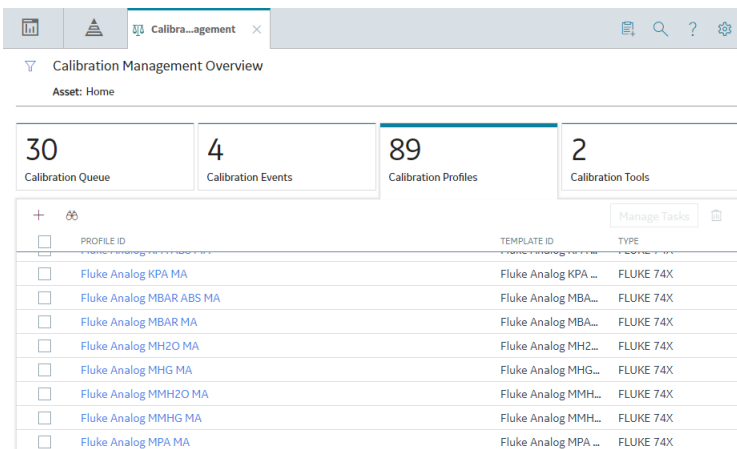 Calibra...agement
Calibration Management Overview
Asset: Home
30
Calibration Queue
4
Calibration Events
89
Calibration Profiles
2
Calibration Tools
Manage Tasks
PROFILE ID TEMPLATE ID TYPE
Fluke Analog KPA MA Fluke Analog KPA ... FLUKE 74X
Fluke Analog MBAR ABS MA Fluke Analog MBA... FLUKE 74X
Fluke Analog MBAR MA Fluke Analog MBA... FLUKE 74X
Fluke Analog MH2O MA Fluke Analog MH2... FLUKE 74X
Fluke Analog MHG MA Fluke Analog MHG... FLUKE 74X
Fluke Analog MMH2O MA Fluke Analog MMH... FLUKE 74X
Fluke Analog MMHG MA Fluke Analog MMH... FLUKE 74X
Fluke Analog MPA MA Fluke Analog MPA ... FLUKE 74X